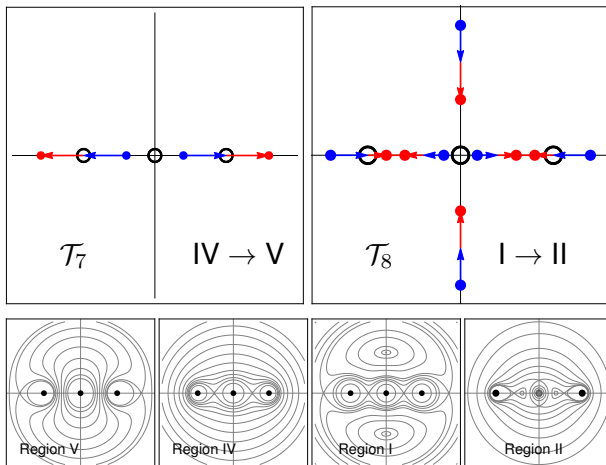 𝒯₇ IV → V
𝒯₈ I → II
Region V
Region IV
Region I
Region II